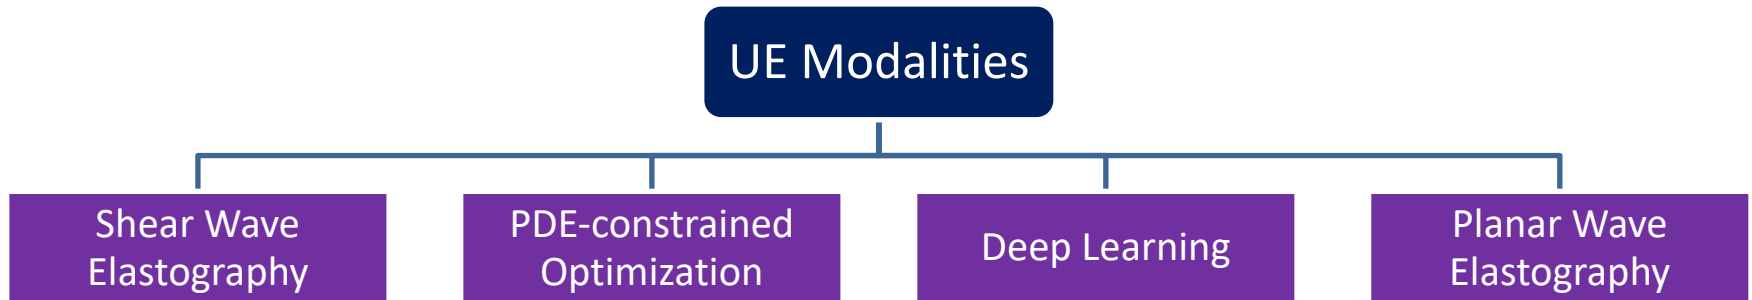 UE Modalities
Shear Wave
Elastography
PDE-constrained
Optimization
Deep Learning
Planar Wave
Elastography